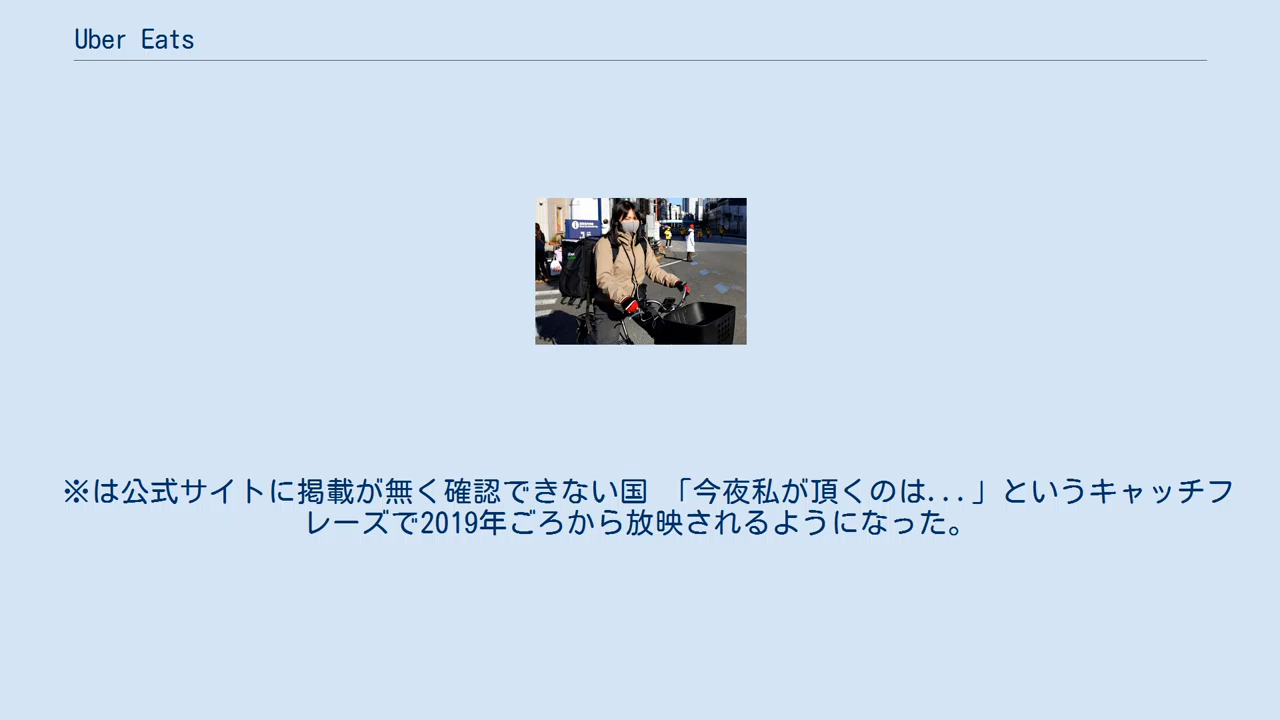 Uber Eats
※は公式サイトに掲載が無く確認できない国 「今夜私が頂くのは...」というキャッチフ
レーズで2019年ごろから放映されるようになった。